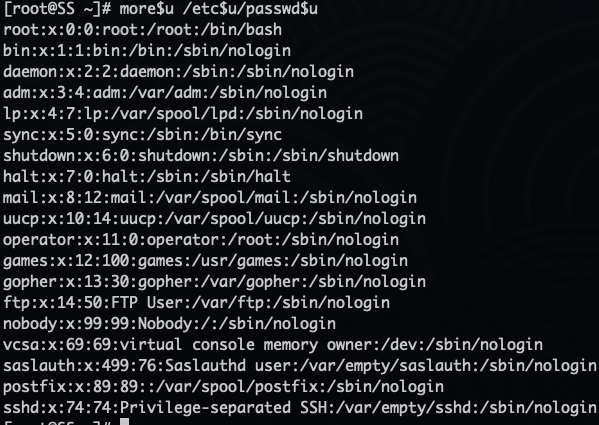 [root@SS ~]# more$u /etc$u/passwd$u
root:x:0:0:root:/root:/bin/bash
bin:x:1:1:bin:/bin:/sbin/nologin
daemon:x:2:2:daemon:/sbin:/sbin/nologin
adm:x:3:4:adm:/var/adm:/sbin/nologin
lp:x:4:7:lp:/var/spool/lpd:/sbin/nologin
sync:x:5:0:sync:/sbin:/bin/sync
shutdown:x:6:0:shutdown:/sbin:/sbin/shutdown
halt:x:7:0:halt:/sbin:/sbin/halt
mail:x:8:12:mail:/var/spool/mail:/sbin/nologin
uucp:x:10:14:uucp:/var/spool/uucp:/sbin/nologin
operator:x:11:0:operator:/root:/sbin/nologin
games:x:12:100:games:/usr/games:/sbin/nologin
gopher:x:13:30:gopher:/var/gopher:/sbin/nologin
ftp:x:14:50:FTP User:/var/ftp:/sbin/nologin
nobody:x:99:99:Nobody:/:/sbin/nologin
vcsa:x:69:69:virtual console memory owner:/dev:/sbin/nologin
saslauth:x:499:76:Saslauthd user:/var/empty/saslauth:/sbin/nologin
postfix:x:89:89::/var/spool/postfix:/sbin/nologin
sshd:x:74:74:Privilege-separated SSH:/var/empty/sshd:/sbin/nologin
[root@SS ~]#